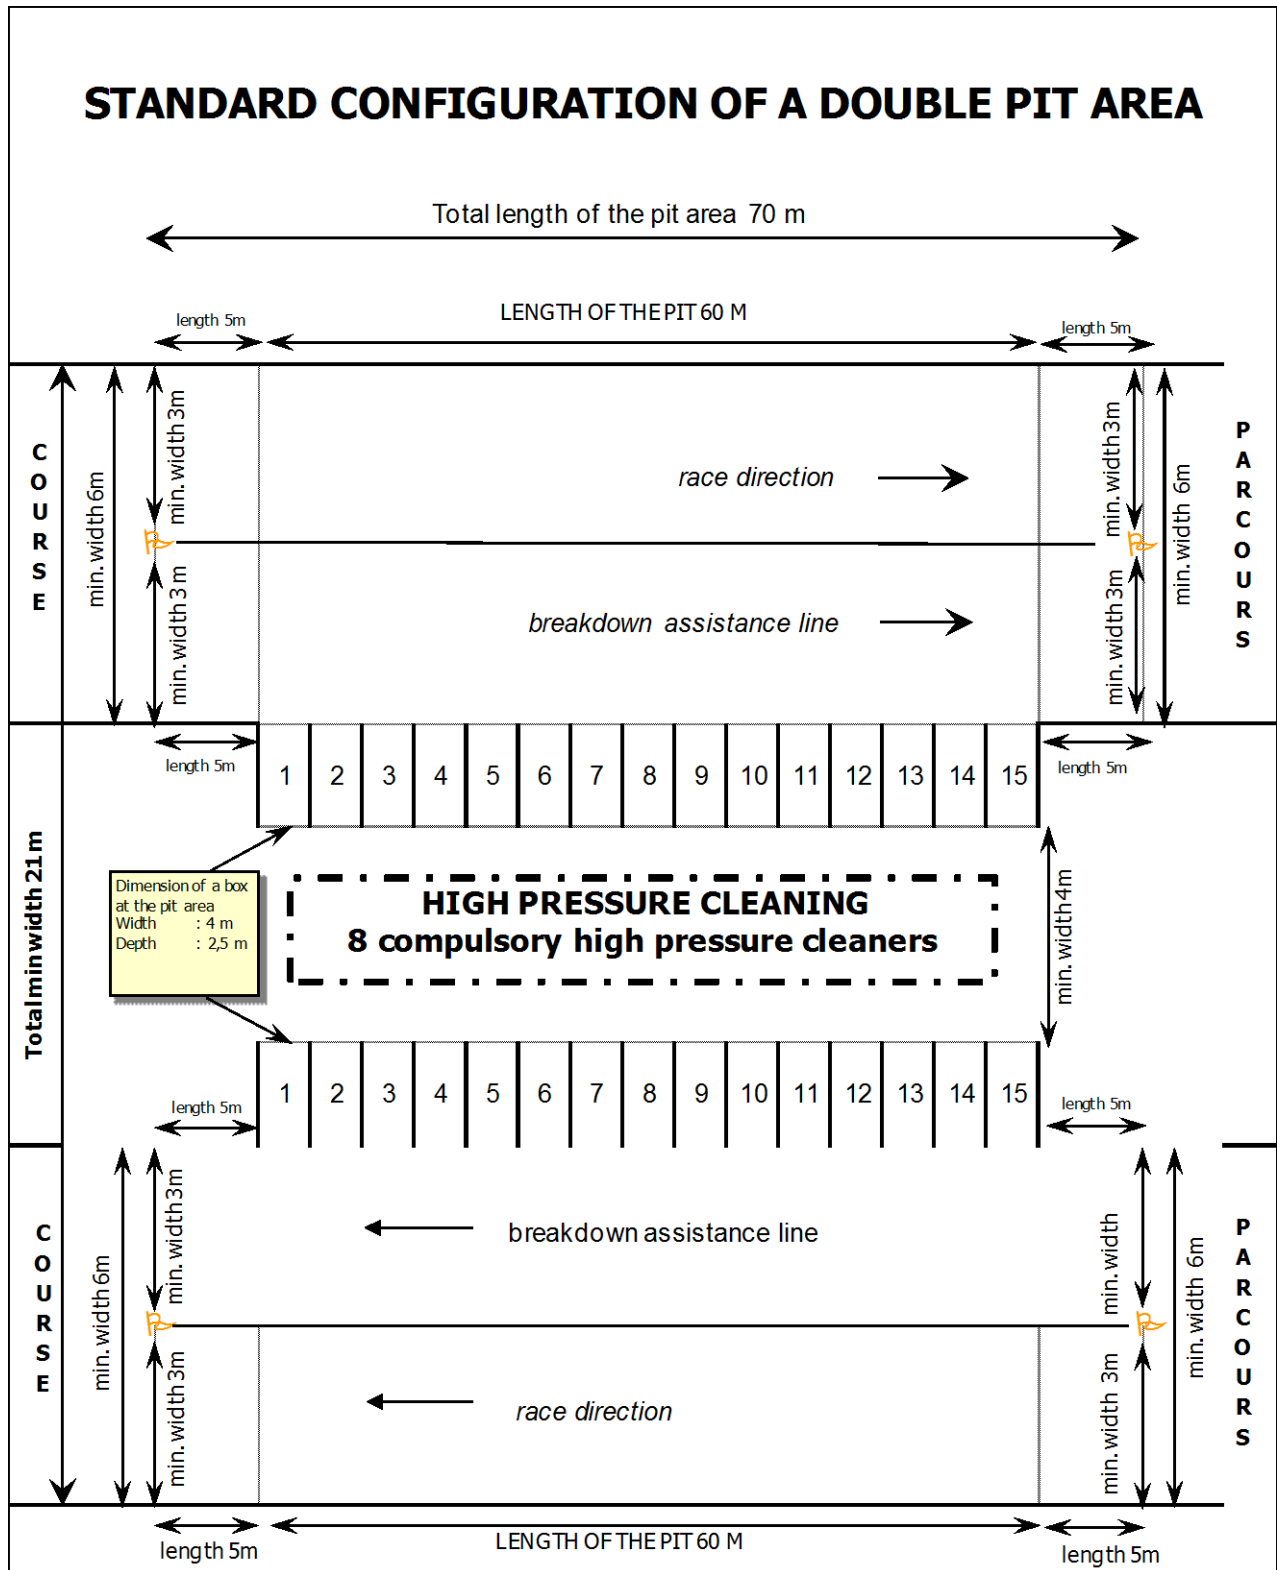 STANDARD CONFIGURATION OF A DOUBLE PIT AREA
Total length of the pit area 70 m
length 5m
LENGTH OF THE PIT 60 M
length 5m
COURSE
min. width 6m
min. width 3m
min. width 3 m
race direction
breakdown assistance line
min. width 3m
min. width 3m
min. width 6m
PARCOURS
length 5m
1 2 3 4 5 6 7 8 9 10 11 12 13 14 15
length 5m
Total min width 21 m
Dimension of a box
at the pit area
Width : 4 m
Depth : 2,5 m
HIGH PRESSURE CLEANING
8 compulsory high pressure cleaners
min. width 4m
length 5m
1 2 3 4 5 6 7 8 9 10 11 12 13 14 15
length 5m
COURSE
min. width 6m
min. width 3m
min. width 3m
breakdown assistance line
race direction
min. width
min. width 3m
min. width 6m
PARCOURS
length 5m
LENGTH OF THE PIT 60 M
length 5m